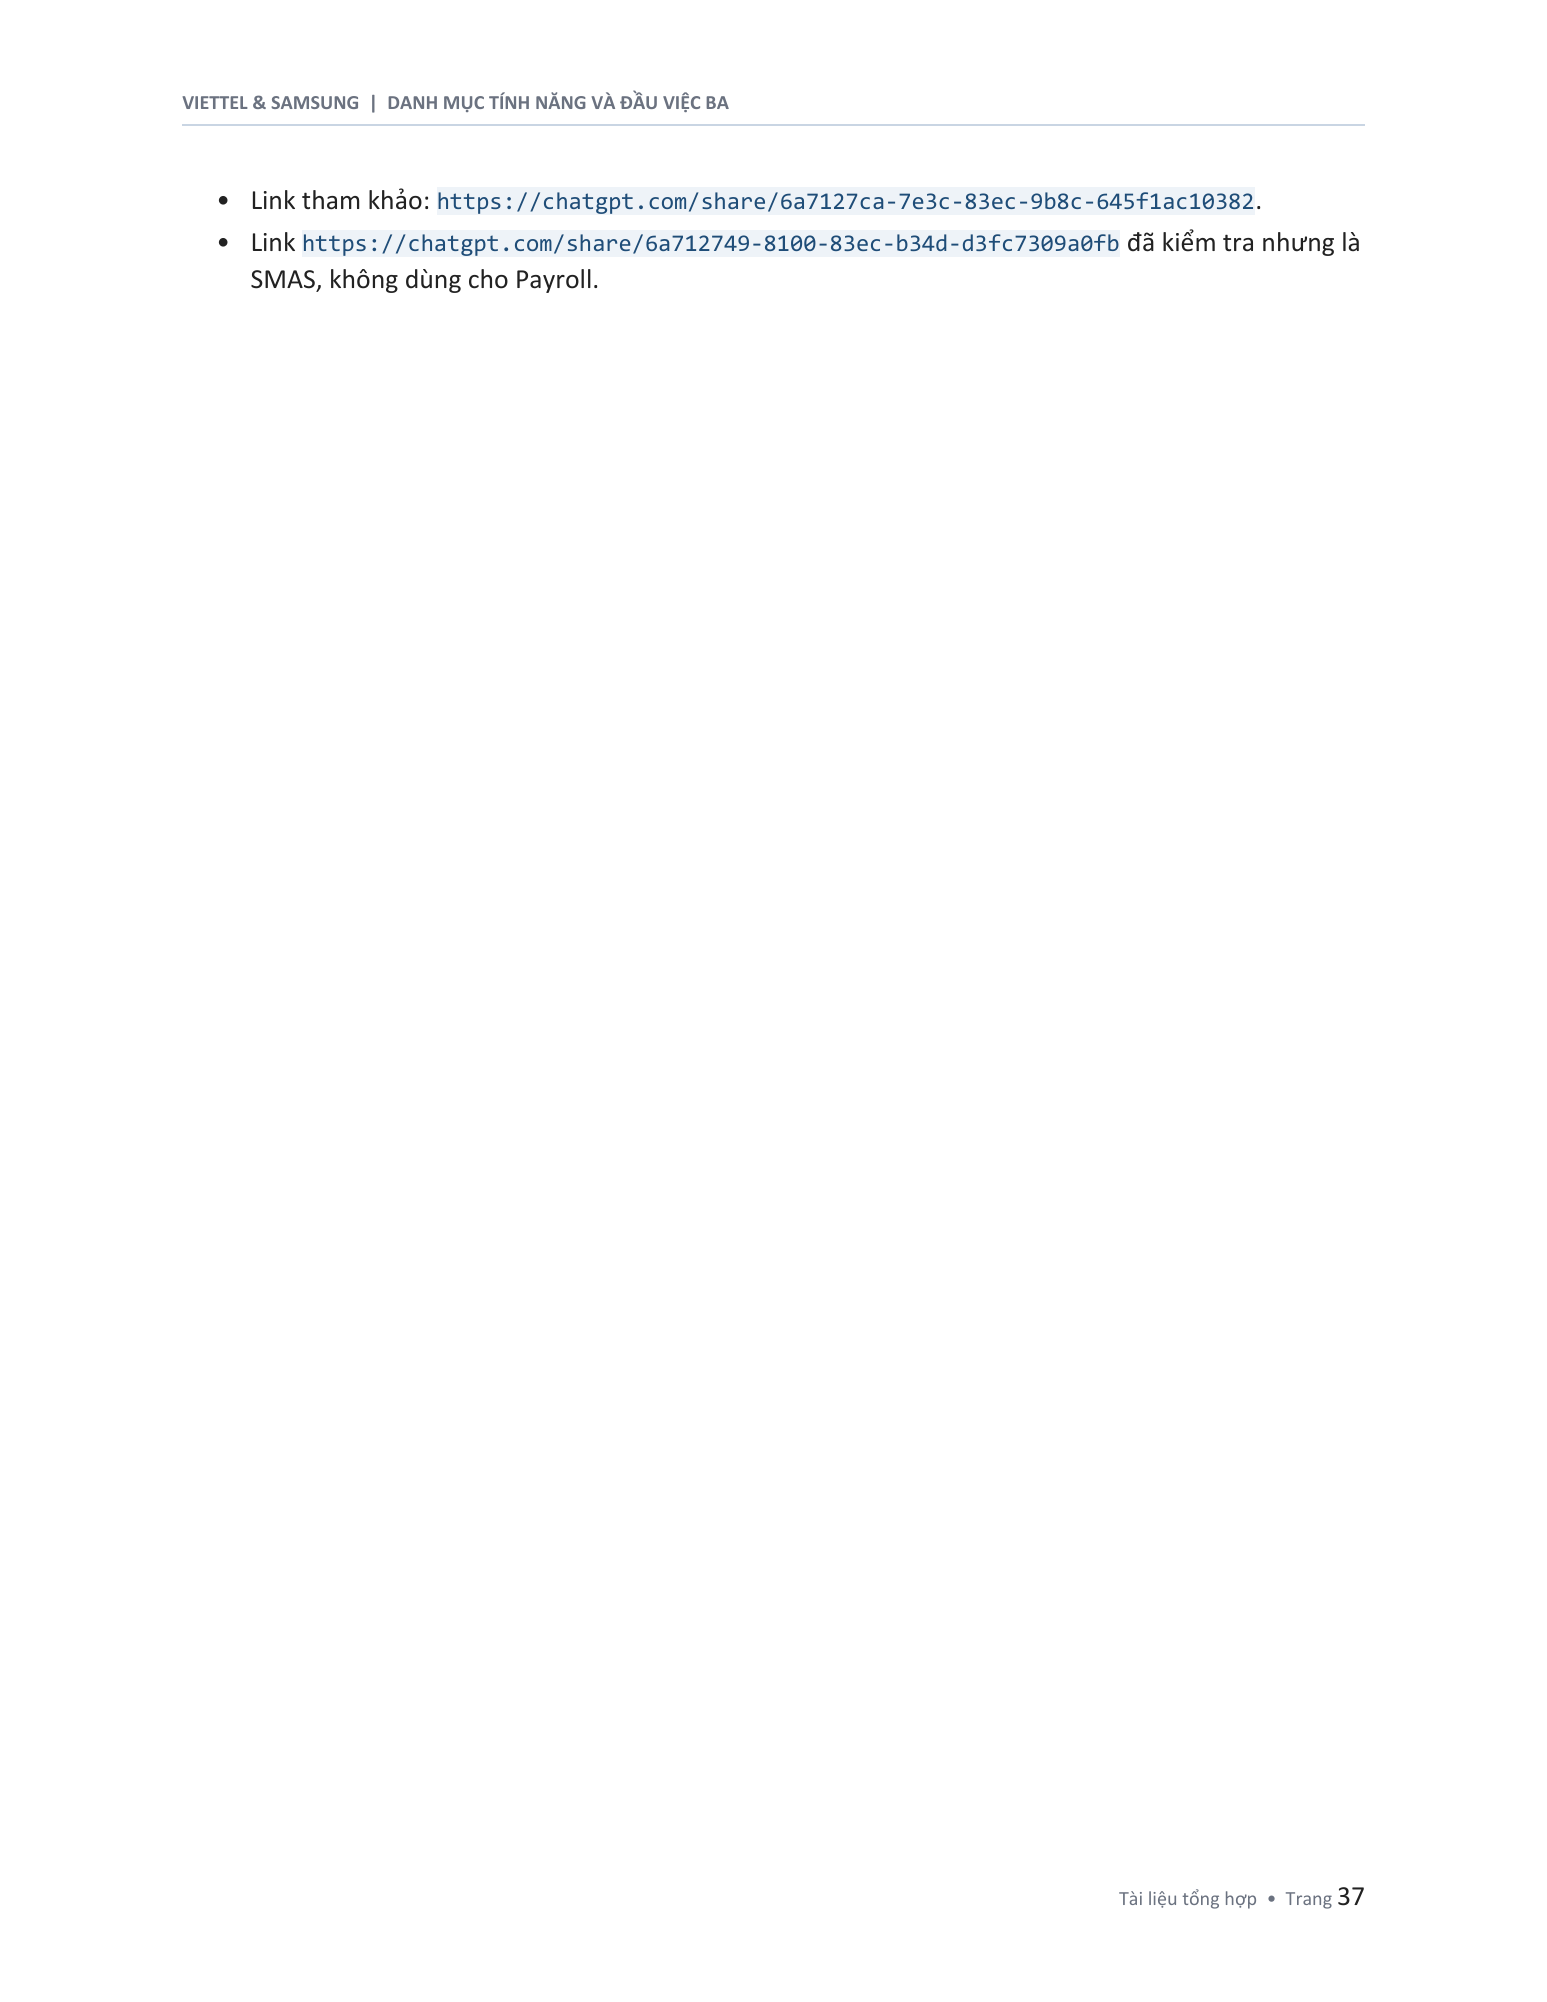 VIETTEL & SAMSUNG | DANH MỤC TÍNH NĂNG VÀ ĐẦU VIỆC BA
• Link tham khảo: https://chatgpt.com/share/6a7127ca-7e3c-83ec-9b8c-645f1ac10382.
• Link https://chatgpt.com/share/6a712749-8100-83ec-b34d-d3fc7309a0fb đã kiểm tra nhưng là
SMAS, không dùng cho Payroll.
Tài liệu tổng hợp • Trang 37